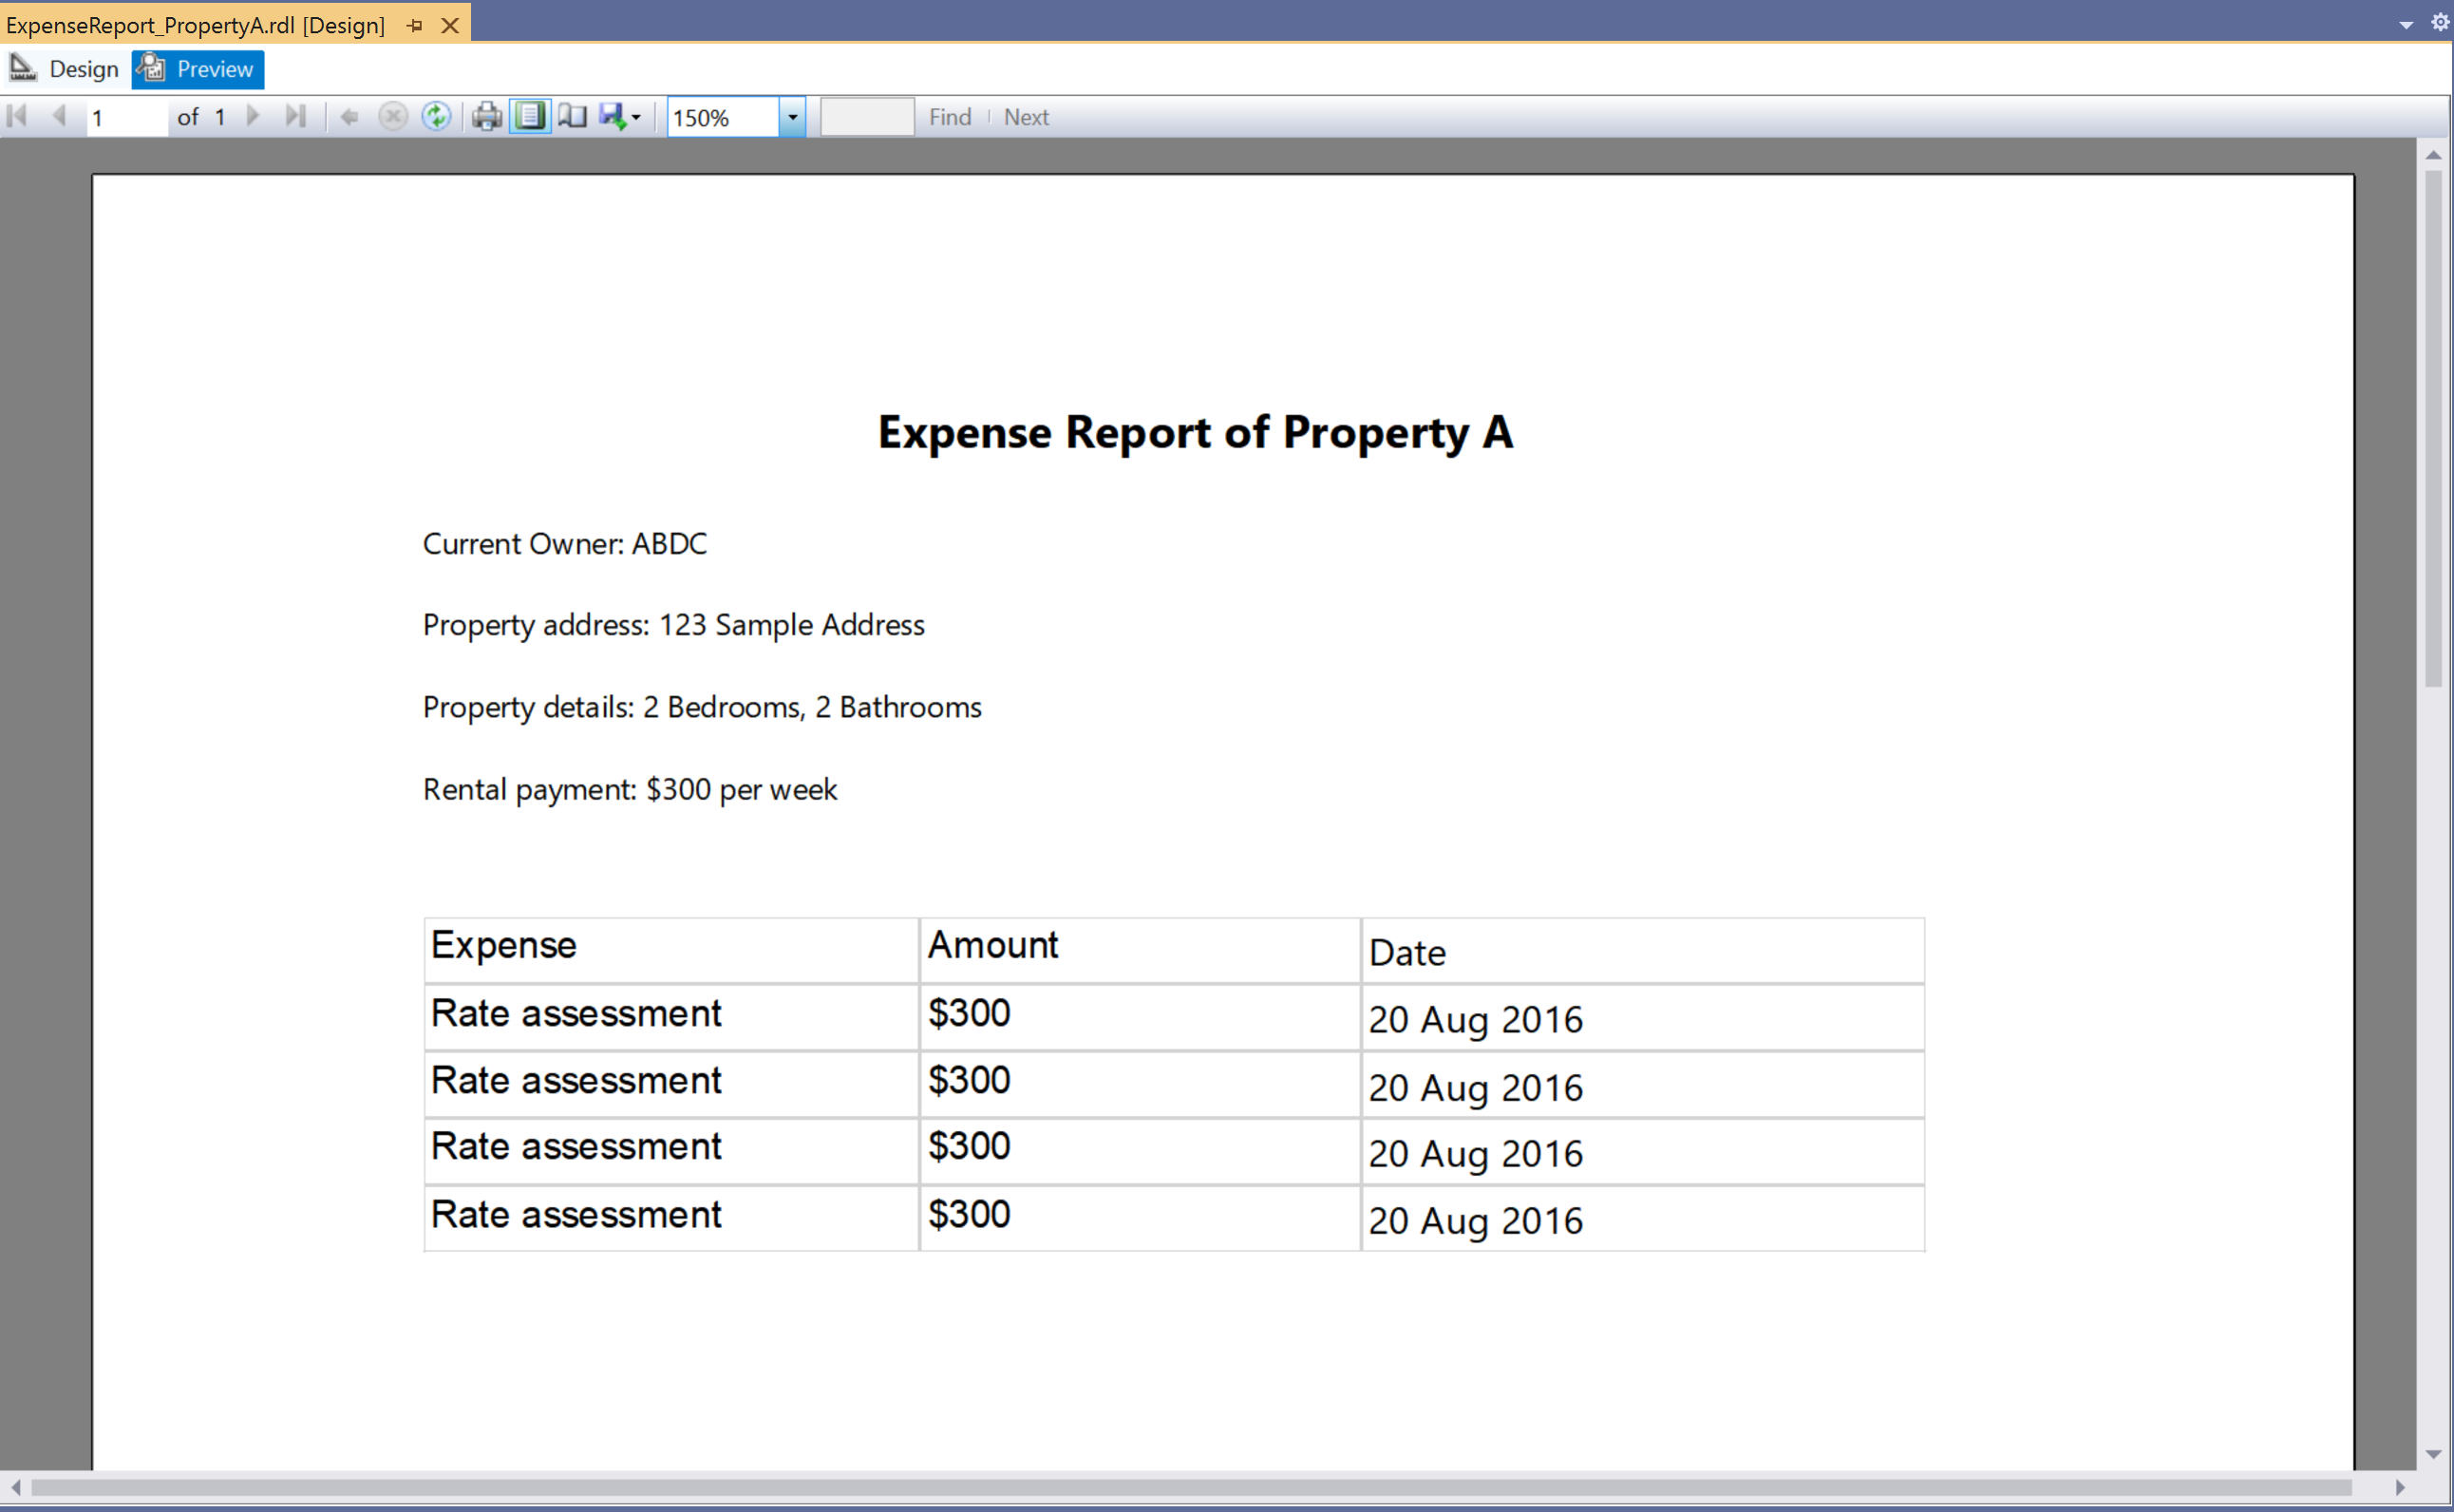 ExpenseReport_PropertyA.rdl [Design]
Design Preview
1 of 1 150% Find Next
Expense Report of Property A
Current Owner: ABDC
Property address: 123 Sample Address
Property details: 2 Bedrooms, 2 Bathrooms
Rental payment: $300 per week
Expense Amount Date
Rate assessment $300 20 Aug 2016
Rate assessment $300 20 Aug 2016
Rate assessment $300 20 Aug 2016
Rate assessment $300 20 Aug 2016